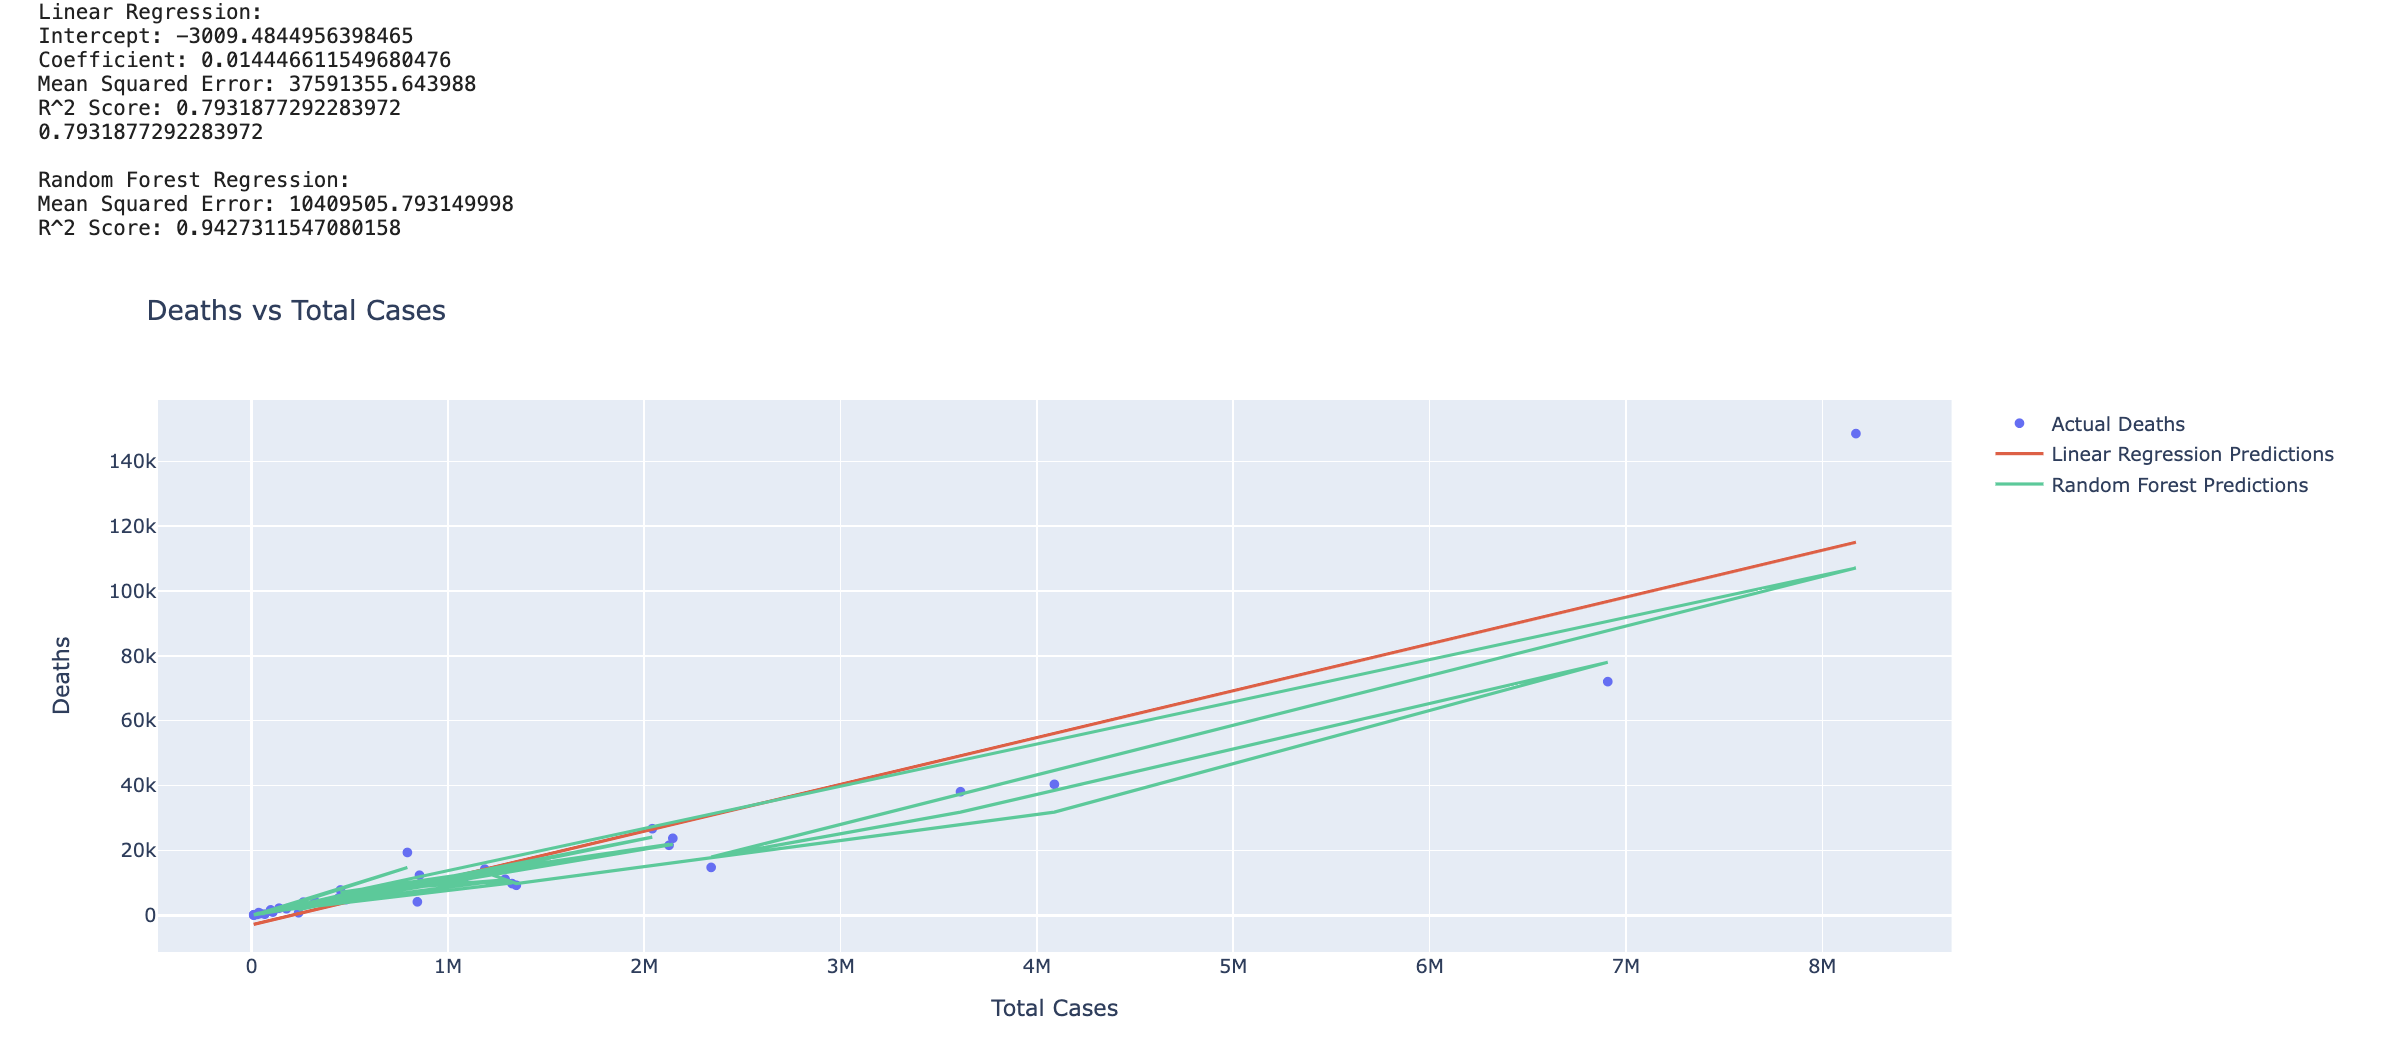 Linear Regression:
Intercept: -3009.4844956398465
Coefficient: 0.014446611549680476
Mean Squared Error: 37591355.643988
R^2 Score: 0.7931877292283972
0.7931877292283972
Random Forest Regression:
Mean Squared Error: 10409505.793149998
R^2 Score: 0.9427311547080158
Deaths vs Total Cases
Actual Deaths
Linear Regression Predictions
Random Forest Predictions
140k
120k
100k
80k
60k
40k
20k
0
Deaths
0 1M 2M 3M 4M 5M 6M 7M 8M
Total Cases